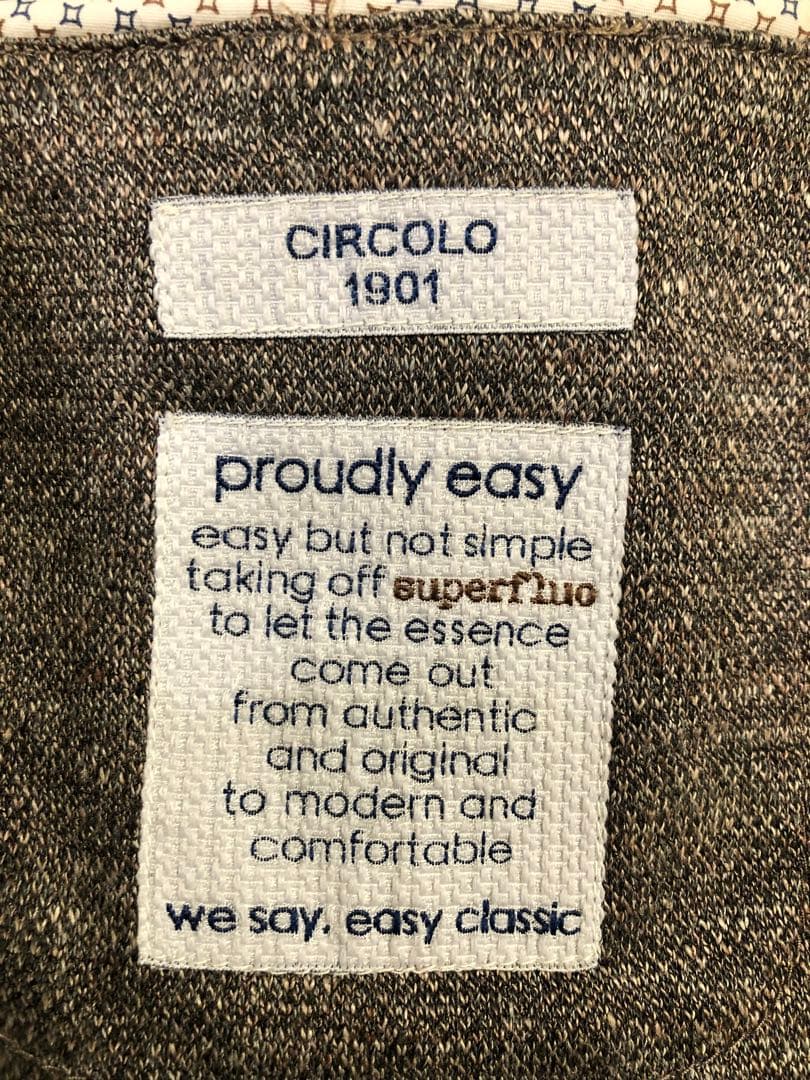 CIRCOLO
1901
proudly easy
easy but not simple
taking off superfluo
to let the essence
come out
from authentic
and original
to modern and
comfortable
we say. easy classic